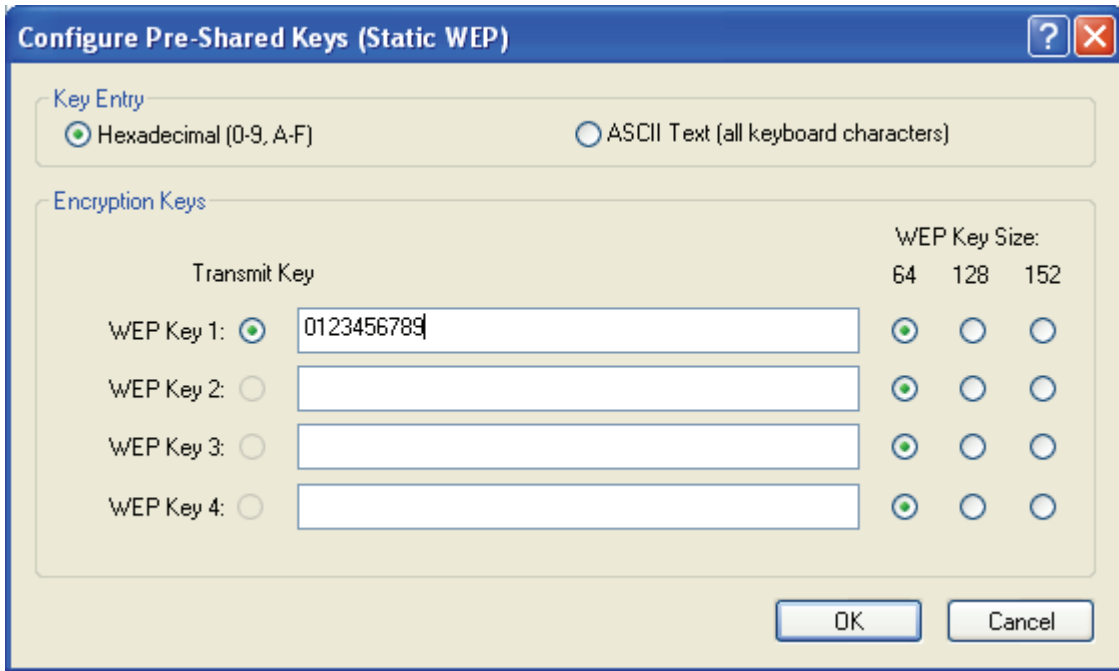 Configure Pre-Shared Keys (Static WEP)
Key Entry
Hexadecimal (0-9, A-F)
ASCII Text (all keyboard characters)
Encryption Keys
WEP Key Size:
Transmit Key
64 128 152
WEP Key 1: 0123456789
WEP Key 2:
WEP Key 3:
WEP Key 4:
OK Cancel